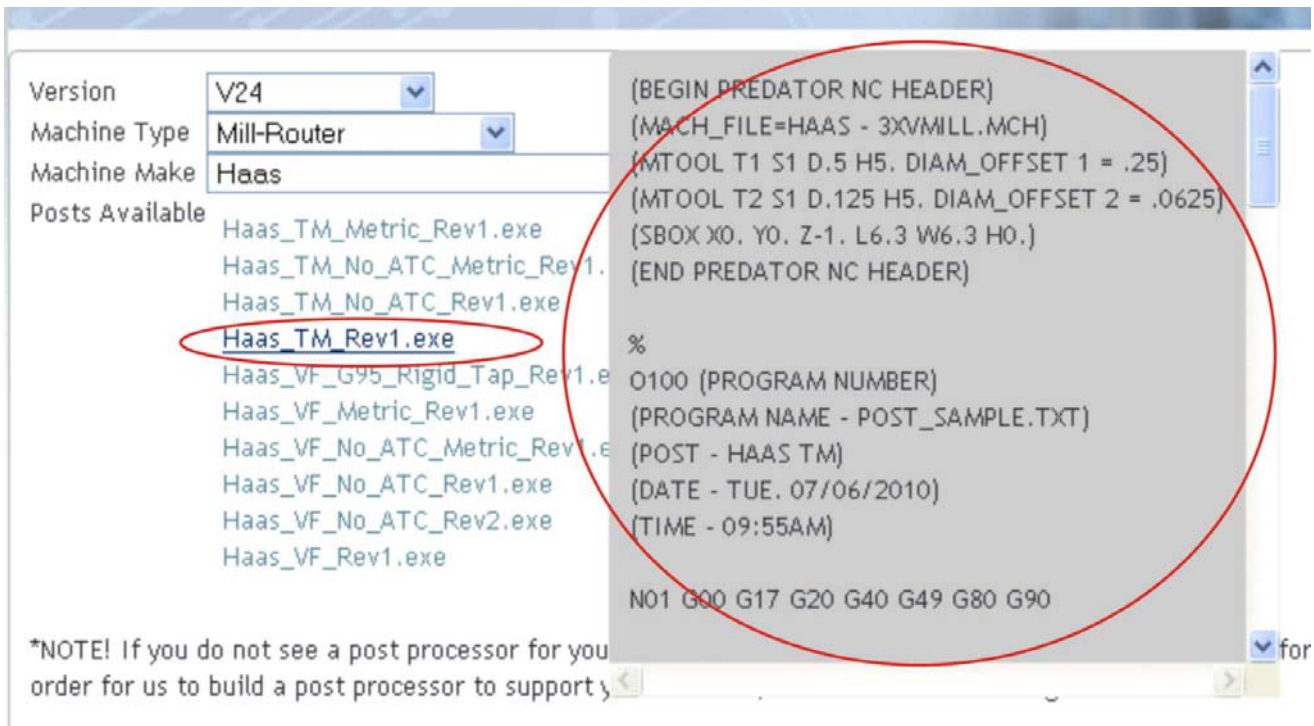 Version V24
Machine Type Mill-Router
Machine Make Haas
Posts Available
Haas_TM_Metric_Rev1.exe
Haas_TM_No_ATC_Metric_Rev1.
Haas_TM_No_ATC_Rev1.exe
Haas_TM_Rev1.exe
Haas_VF_G95_Rigid_Tap_Rev1.e
Haas_VF_Metric_Rev1.exe
Haas_VF_No_ATC_Metric_Rev1.e
Haas_VF_No_ATC_Rev1.exe
Haas_VF_No_ATC_Rev2.exe
Haas_VF_Rev1.exe
(BEGIN PREDATOR NC HEADER)
(MACH_FILE=HAAS - 3XVMILL.MCH)
(MTOOL T1 S1 D.5 H5. DIAM_OFFSET 1 = .25)
(MTOOL T2 S1 D.125 H5. DIAM_OFFSET 2 = .0625)
(SBOX X0. Y0. Z-1. L6.3 W6.3 H0.)
(END PREDATOR NC HEADER)
%
O100 (PROGRAM NUMBER)
(PROGRAM NAME - POST_SAMPLE.TXT)
(POST - HAAS TM)
(DATE - TUE. 07/06/2010)
(TIME - 09:55AM)
N01 G00 G17 G20 G40 G49 G80 G90
*NOTE! If you do not see a post processor for you for
order for us to build a post processor to support